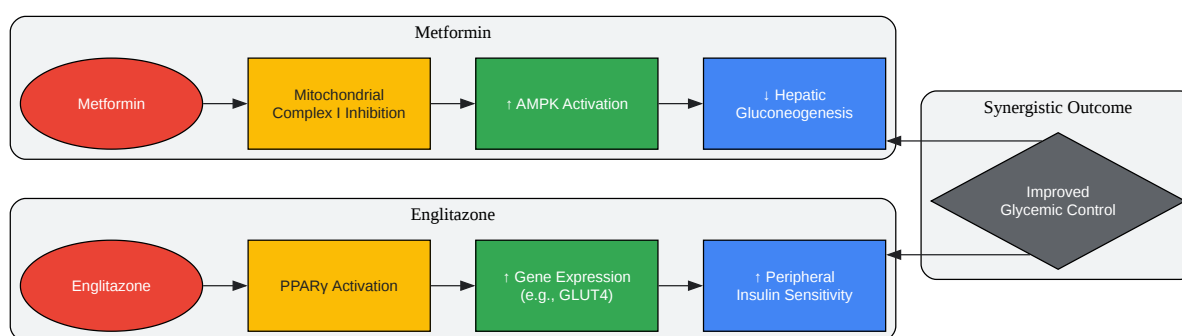 Metformin
Metformin
Mitochondrial
Complex I Inhibition
↑ AMPK Activation
↓ Hepatic
Gluconeogenesis
Synergistic Outcome
Improved
Glycemic Control
Englitazone
Englitazone
PPARγ Activation
↑ Gene Expression
(e.g., GLUT4)
↑ Peripheral
Insulin Sensitivity